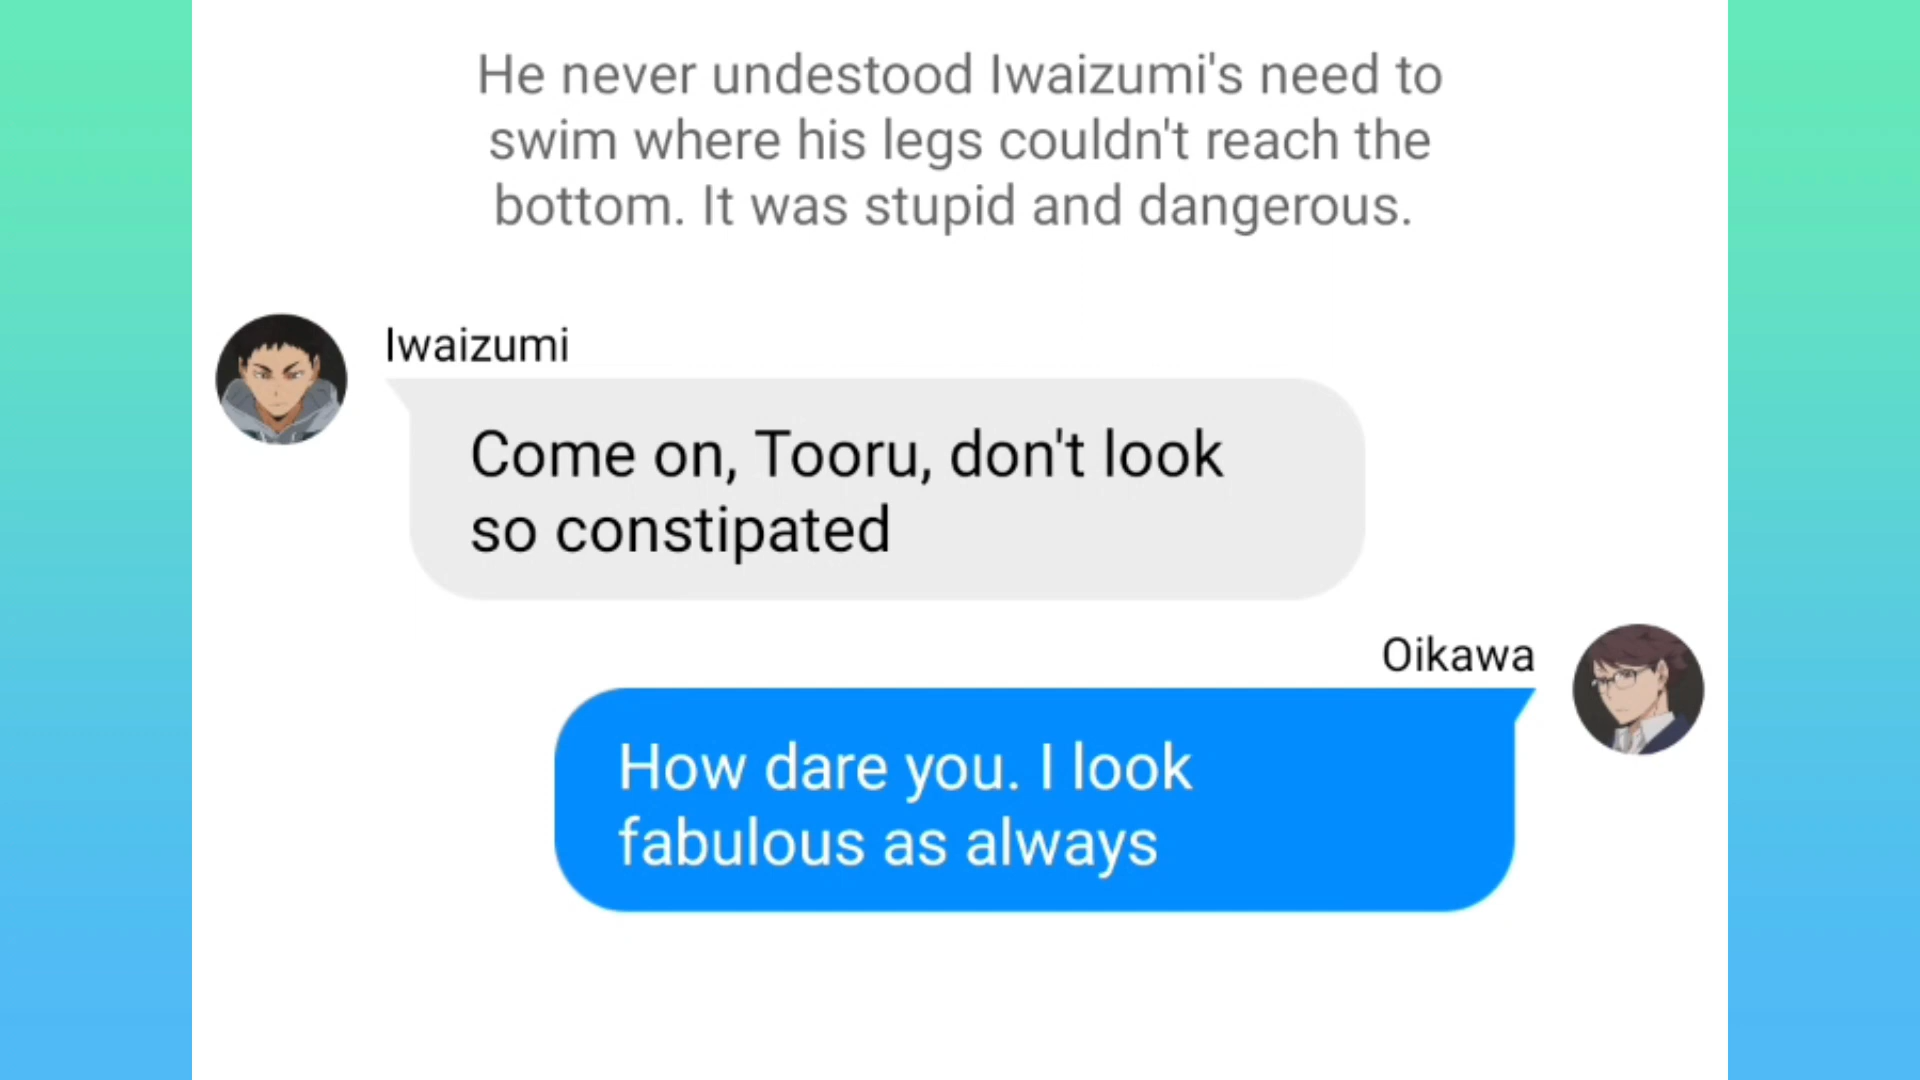 He never undestood Iwaizumi's need to
swim where his legs couldn't reach the
bottom. It was stupid and dangerous.
Iwaizumi
Come on, Tooru, don't look
so constipated
Oikawa
How dare you. I look
fabulous as always